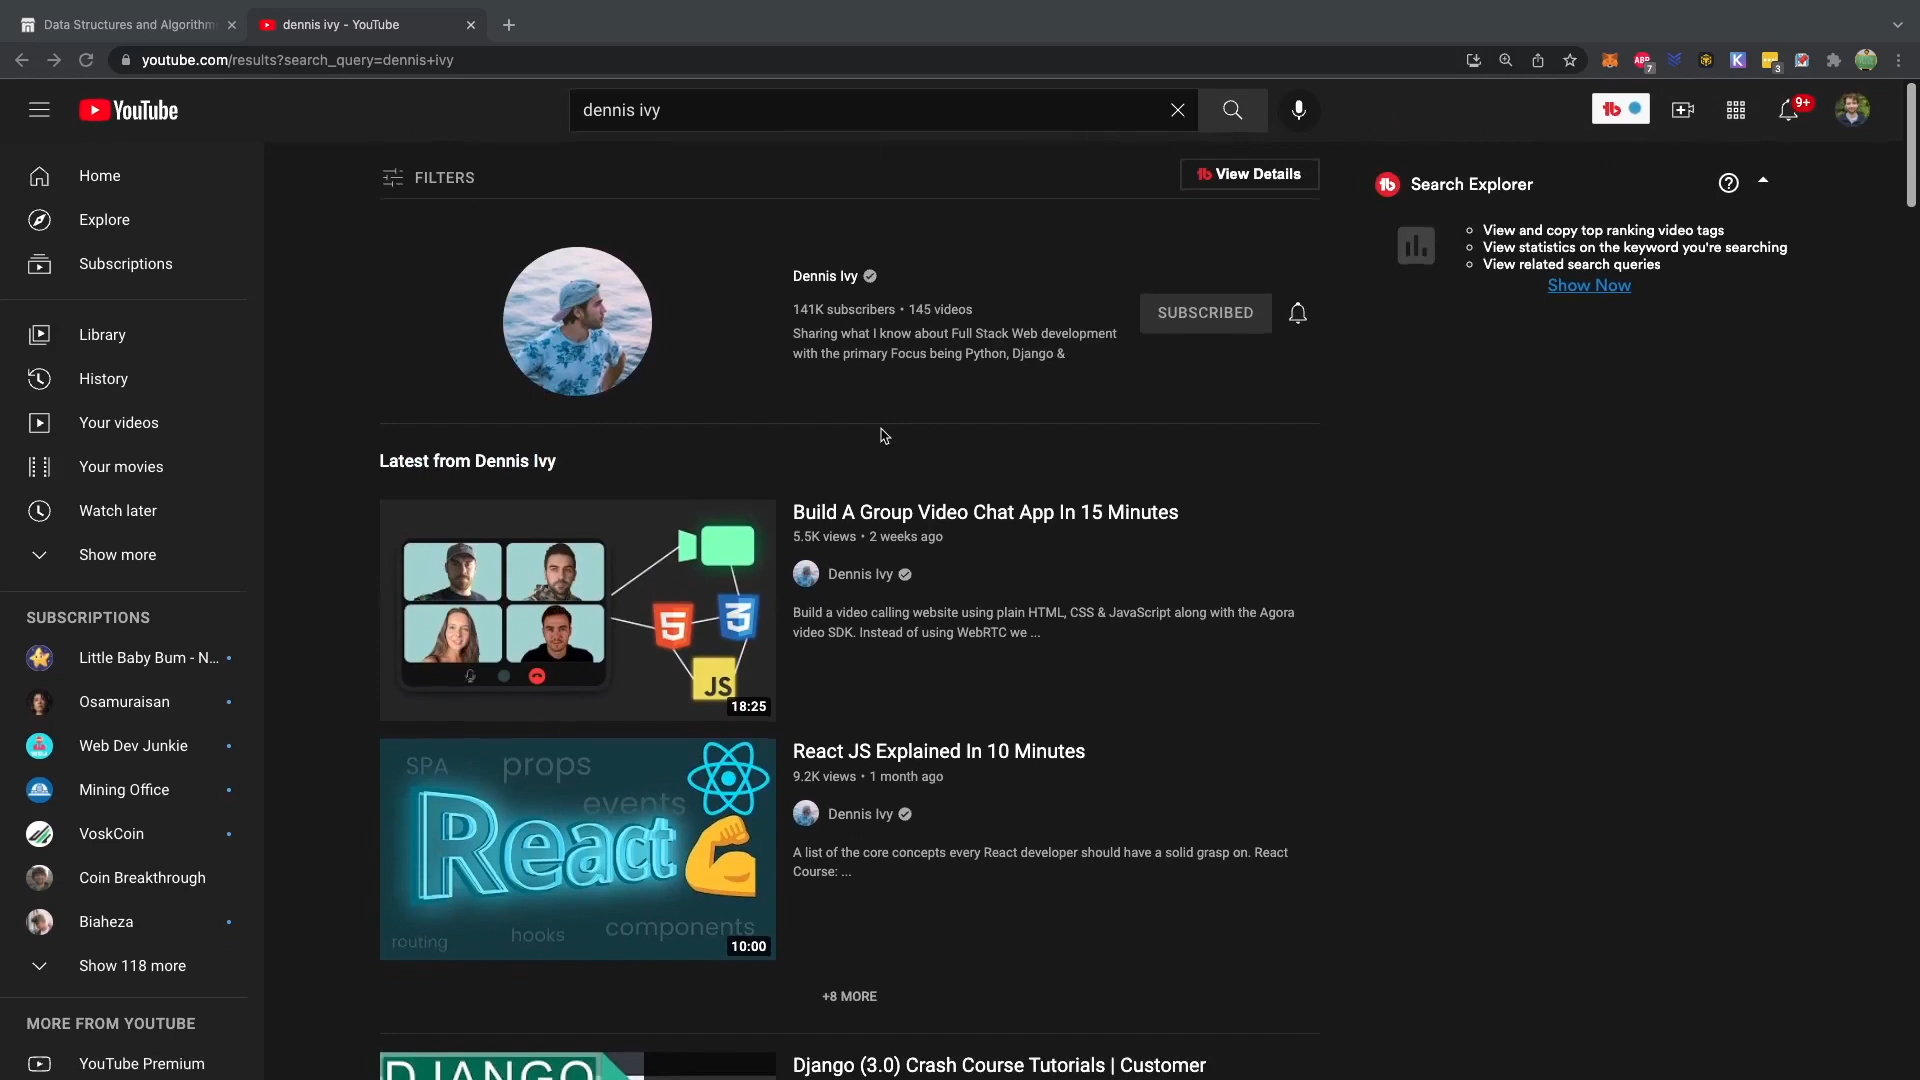 Data Structures and Algorithm
dennis ivy - YouTube
youtube.com/results?search_query=dennis+ivy
ABP
7
K
3
YouTube
dennis ivy
9+
Home
Explore
Subscriptions
Library
History
Your videos
Your movies
Watch later
Show more
SUBSCRIPTIONS
Little Baby Bum - N...
Osamuraisan
Web Dev Junkie
Mining Office
VoskCoin
Coin Breakthrough
Biaheza
Show 118 more
MORE FROM YOUTUBE
YouTube Premium
FILTERS
View Details
Dennis Ivy
141K subscribers • 145 videos
Sharing what I know about Full Stack Web development
with the primary Focus being Python, Django &
SUBSCRIBED
Latest from Dennis Ivy
5
3
JS
18:25
Build A Group Video Chat App In 15 Minutes
5.5K views • 2 weeks ago
Dennis Ivy
Build a video calling website using plain HTML, CSS & JavaScript along with the Agora
video SDK. Instead of using WebRTC we ...
SPA
props
events
React
components
hooks
routing
10:00
React JS Explained In 10 Minutes
9.2K views • 1 month ago
Dennis Ivy
A list of the core concepts every React developer should have a solid grasp on. React
Course: ...
+8 MORE
DJANGO
Django (3.0) Crash Course Tutorials | Customer
Search Explorer
View and copy top ranking video tags
View statistics on the keyword you're searching
View related search queries
Show Now